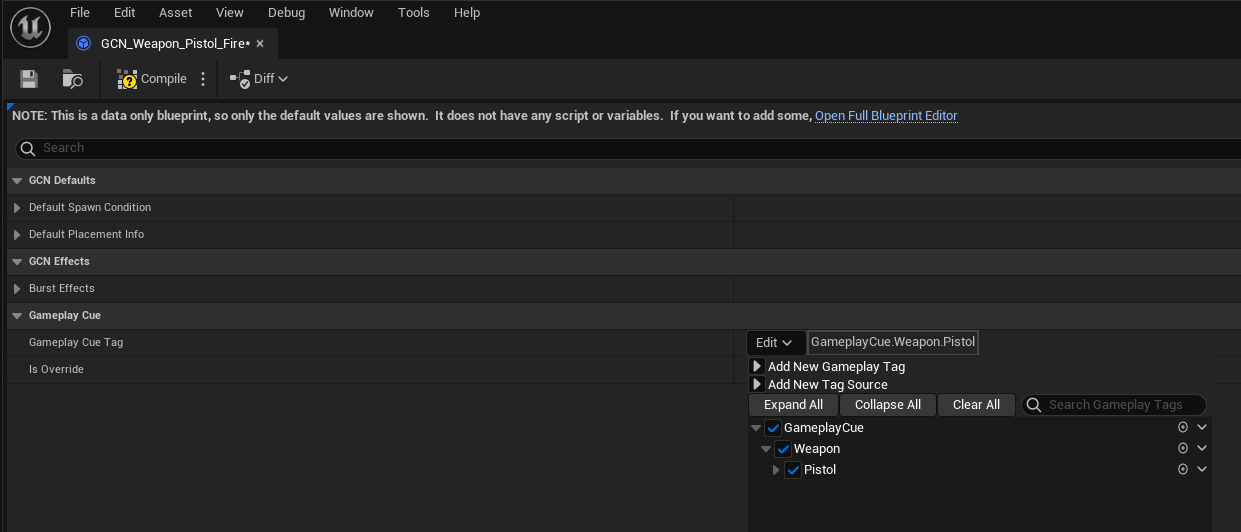 File Edit Asset View Debug Window Tools Help
GCN_Weapon_Pistol_Fire*
Compile Diff
NOTE: This is a data only blueprint, so only the default values are shown.  It does not have any script or variables.  If you want to add some, Open Full Blueprint Editor
Search
GCN Defaults
Default Spawn Condition
Default Placement Info
GCN Effects
Burst Effects
Gameplay Cue
Gameplay Cue Tag Edit GameplayCue.Weapon.Pistol
Is Override Add New Gameplay Tag
Add New Tag Source
Expand All Collapse All Clear All Search Gameplay Tags
GameplayCue
Weapon
Pistol